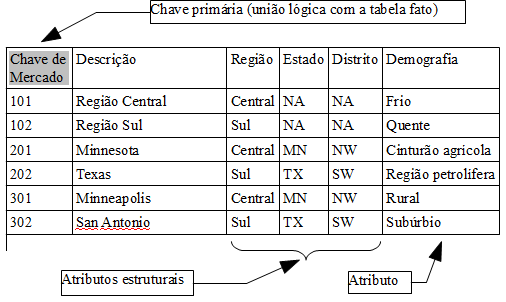 Chave primária (união lógica com a tabela fato)
Chave de Mercado Descrição Região Estado Distrito Demografia
101 Região Central Central NA NA Frio
102 Região Sul Sul NA NA Quente
201 Minnesota Central MN NW Cinturão agrícola
202 Texas Sul TX SW Região petrolífera
301 Minneapolis Central MN NW Rural
302 San Antonio Sul TX SW Subúrbio
Atributos estruturais Atributo